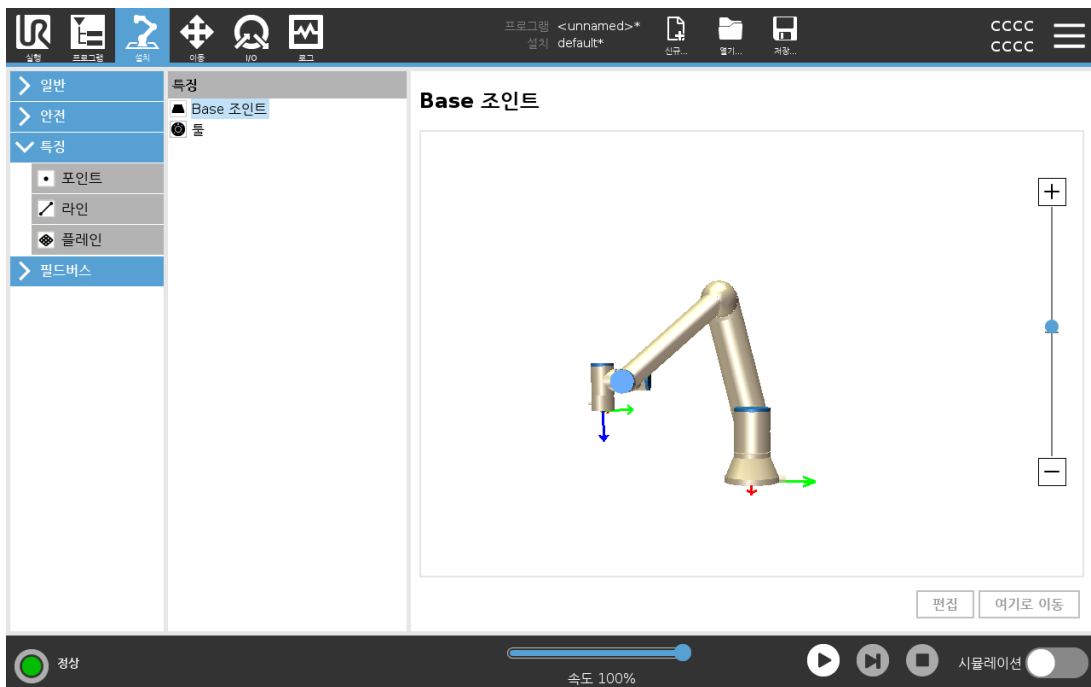 UR
실행
프로그램
설치
이동
I/O
로그
프로그램 <unnamed>*
설치 default*
신규...
열기...
저장...
cccc
cccc
일반
안전
특징
포인트
라인
플레인
필드버스
특징
Base 조인트
툴
Base 조인트
편집
여기로 이동
정상
속도 100%
시뮬레이션